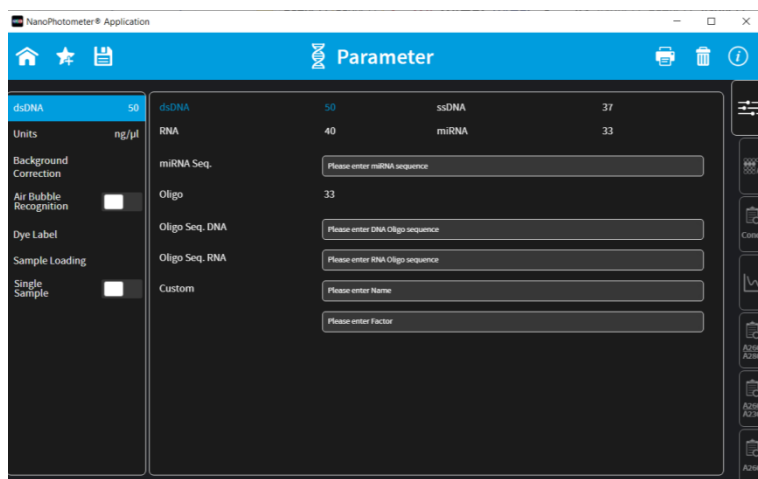 NanoPhotometer® Application
Parameter
dsDNA 50
Units ng/µl
Background
Correction
Air Bubble
Recognition
Dye Label
Sample Loading
Single
Sample
dsDNA 50 ssDNA 37
RNA 40 miRNA 33
miRNA Seq. Please enter miRNA sequence
Oligo 33
Oligo Seq. DNA Please enter DNA Oligo sequence
Oligo Seq. RNA Please enter RNA Oligo sequence
Custom Please enter Name
Please enter Factor